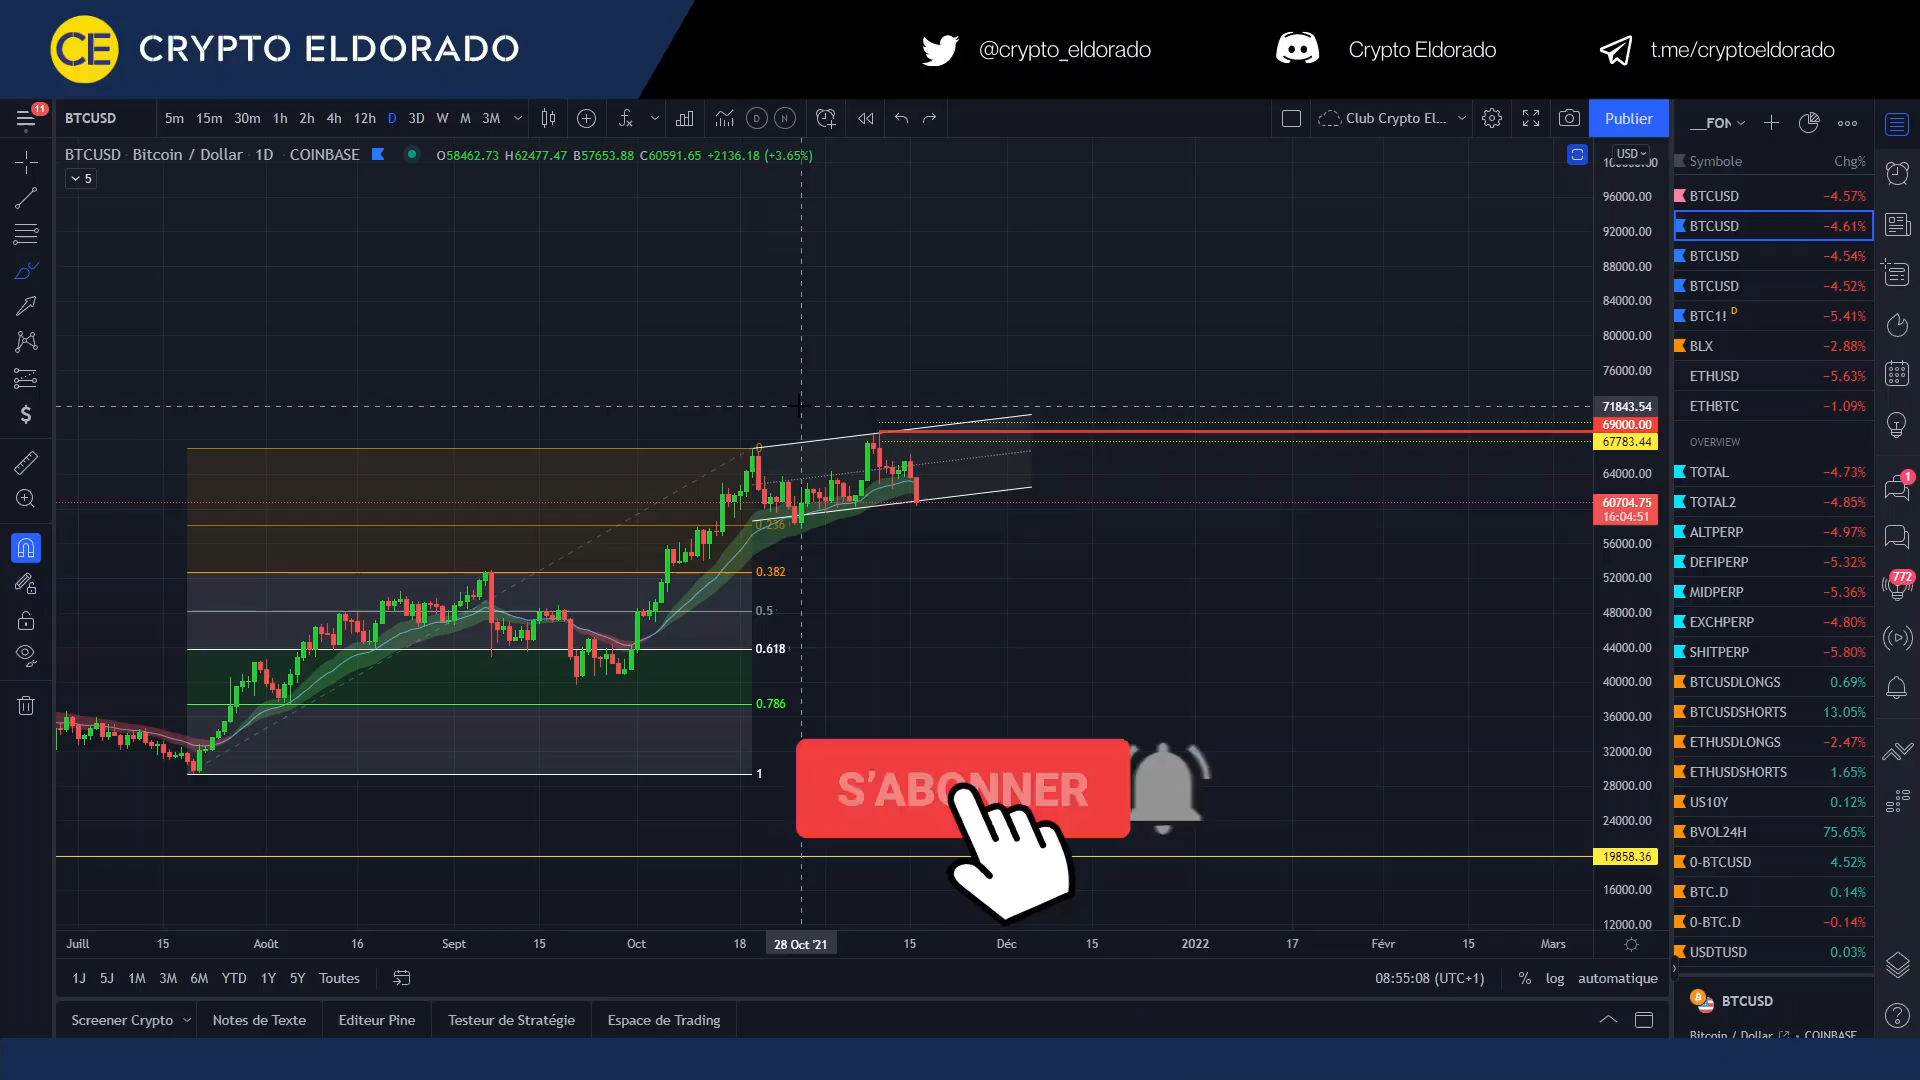 CE CRYPTO ELDORADO
@crypto_eldorado
Crypto Eldorado
t.me/cryptoeldorado
11
BTCUSD 5m 15m 30m 1h 2h 4h 12h D 3D W M 3M D N
Club Crypto El...
Publier
BTCUSD · Bitcoin / Dollar · 1D · COINBASE O58462.73 H62477.47 B57653.88 C60591.65 +2136.18 (+3.65%)
5
USD
96000.00
92000.00
88000.00
84000.00
80000.00
76000.00
71843.54
69000.00
67783.44
64000.00
60704.75
16:04:51
56000.00
52000.00
48000.00
44000.00
40000.00
36000.00
32000.00
28000.00
24000.00
19858.36
16000.00
12000.00
0
0.236
0.382
0.5
0.618
0.786
1
S'ABONNER
Juill 15 Août 16 Sept 15 Oct 18 28 Oct '21 15 Déc 15 2022 17 Févr 15 Mars
1J 5J 1M 3M 6M YTD 1Y 5Y Toutes
08:55:08 (UTC+1) % log automatique
Screener Crypto Notes de Texte Editeur Pine Testeur de Stratégie Espace de Trading
__FON
Symbole Chg%
BTCUSD −4.57%
BTCUSD −4.61%
BTCUSD −4.54%
BTCUSD −4.52%
BTC1! D −5.41%
BLX −2.88%
ETHUSD −5.63%
ETHBTC −1.09%
OVERVIEW
TOTAL −4.73%
TOTAL2 −4.85%
ALTPERP −4.97%
DEFIPERP −5.32%
MIDPERP −5.36%
EXCHPERP −4.80%
SHITPERP −5.80%
BTCUSDLONGS 0.69%
BTCUSDSHORTS 13.05%
ETHUSDLONGS −2.47%
ETHUSDSHORTS 1.65%
US10Y 0.12%
BVOL24H 75.65%
0-BTCUSD 4.52%
BTC.D 0.14%
0-BTC.D −0.14%
USDTUSD 0.03%
BTCUSD
Bitcoin / Dollar • COINBASE
1
772